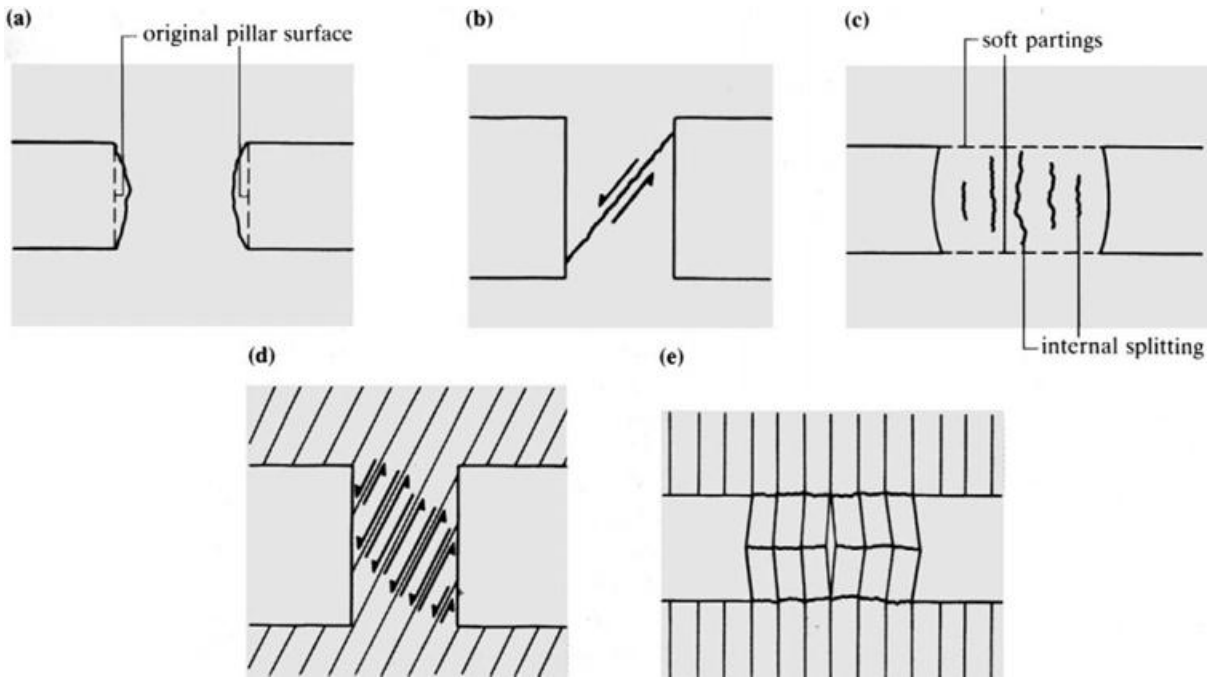 (a)
original pillar surface
(b)
(c)
soft partings
internal splitting
(d)
(e)